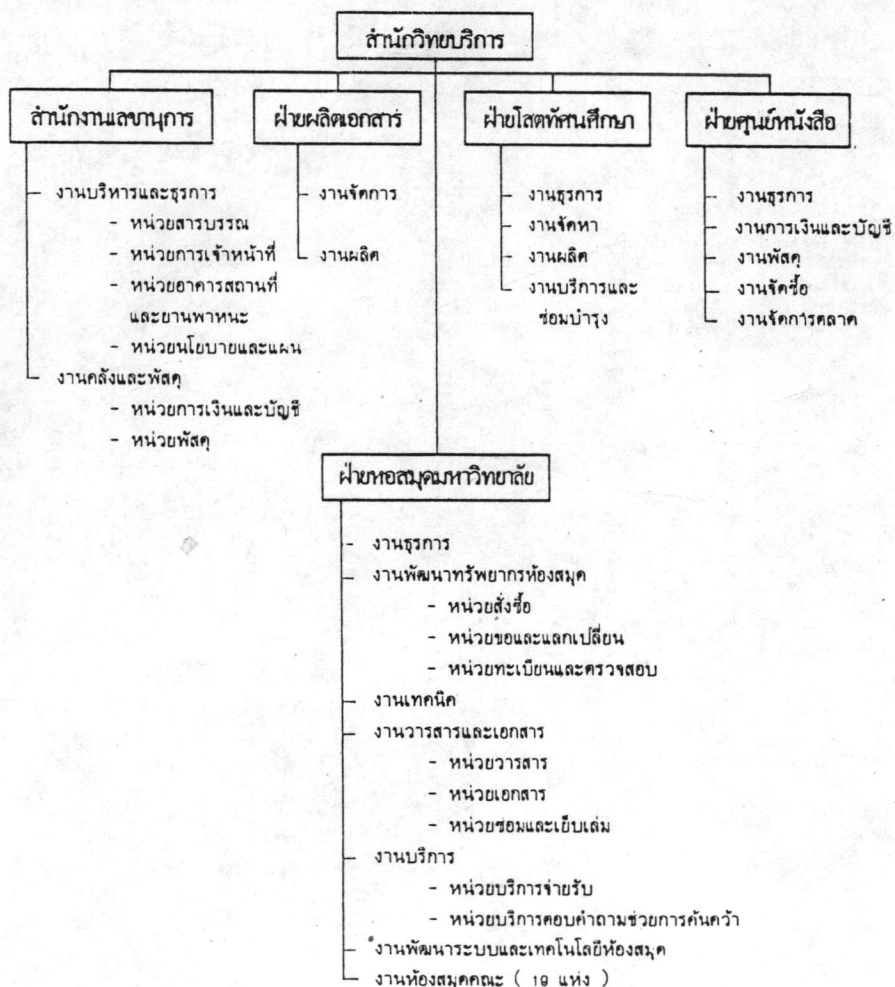 สำนักวิทยบริการ
สำนักงานเลขานุการ
งานบริหารและธุรการ
- หน่วยสารบรรณ
- หน่วยการเจ้าหน้าที่
- หน่วยอาคารสถานที่
และยานพาหนะ
- หน่วยนโยบายและแผน
งานคลังและพัสดุ
- หน่วยการเงินและบัญชี
- หน่วยพัสดุ
ฝ่ายผลิตเอกสาร
งานจัดการ
งานผลิต
ฝ่ายโสตทัศนศึกษา
งานธุรการ
งานจัดหา
งานผลิต
งานบริการและ
ซ่อมบำรุง
ฝ่ายศูนย์หนังสือ
งานธุรการ
งานการเงินและบัญชี
งานพัสดุ
งานจัดซื้อ
งานจัดการตลาด
ฝ่ายหอสมุดมหาวิทยาลัย
งานธุรการ
งานพัฒนาทรัพยากรห้องสมุด
- หน่วยสั่งซื้อ
- หน่วยขอและแลกเปลี่ยน
- หน่วยทะเบียนและตรวจสอบ
งานเทคนิค
งานวารสารและเอกสาร
- หน่วยวารสาร
- หน่วยเอกสาร
- หน่วยซ่อมและเย็บเล่ม
งานบริการ
- หน่วยบริการจ่ายรับ
- หน่วยบริการตอบคำถามช่วยการค้นคว้า
งานพัฒนาระบบและเทคโนโลยีห้องสมุด
งานห้องสมุดคณะ ( 19 แห่ง )